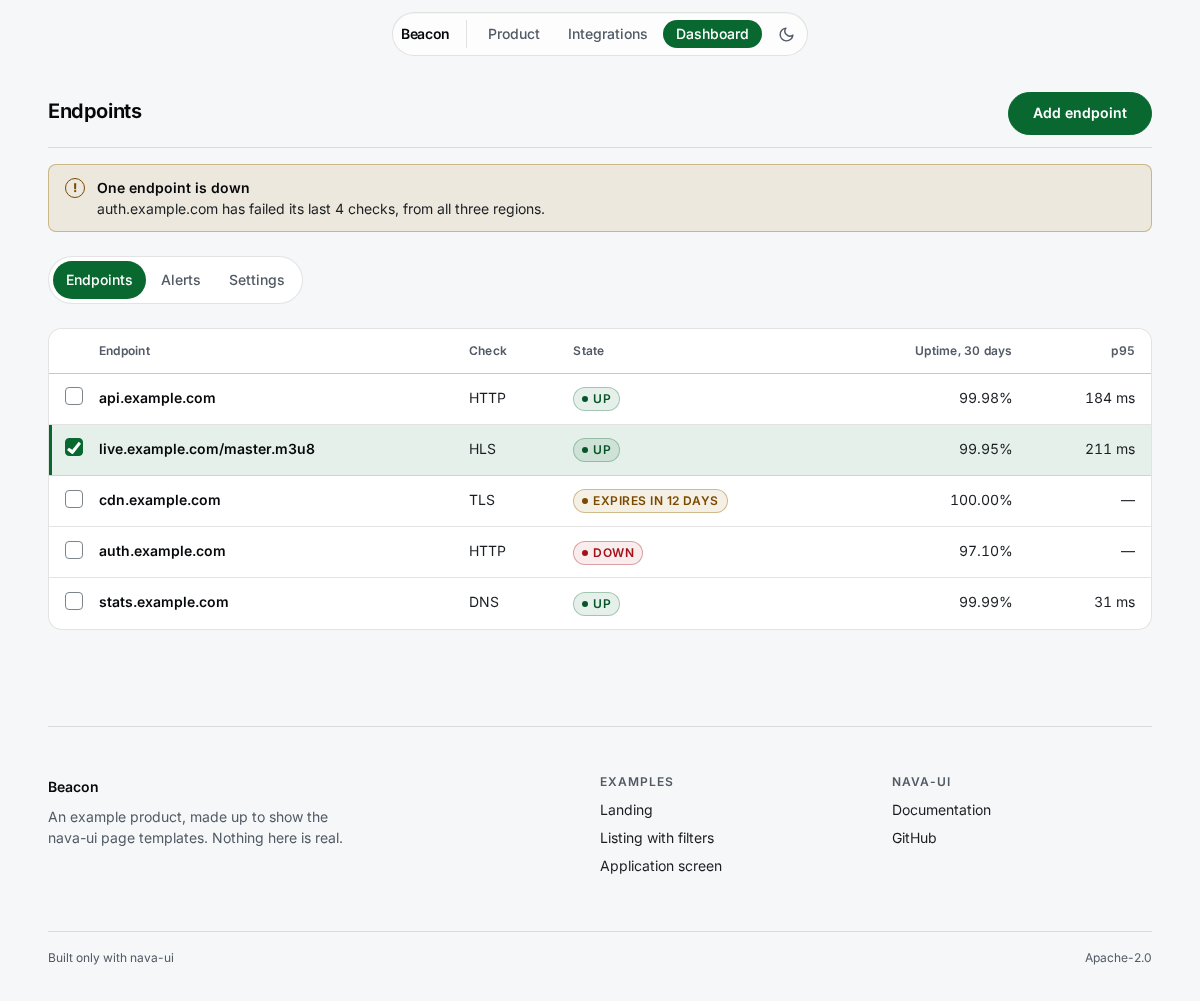 Beacon Product Integrations Dashboard
Endpoints
Add endpoint
One endpoint is down
auth.example.com has failed its last 4 checks, from all three regions.
Endpoints Alerts Settings
Endpoint Check State Uptime, 30 days p95
api.example.com HTTP UP 99.98% 184 ms
live.example.com/master.m3u8 HLS UP 99.95% 211 ms
cdn.example.com TLS EXPIRES IN 12 DAYS 100.00% —
auth.example.com HTTP DOWN 97.10% —
stats.example.com DNS UP 99.99% 31 ms
Beacon
An example product, made up to show the
nava-ui page templates. Nothing here is real.
EXAMPLES
Landing
Listing with filters
Application screen
NAVA-UI
Documentation
GitHub
Built only with nava-ui
Apache-2.0